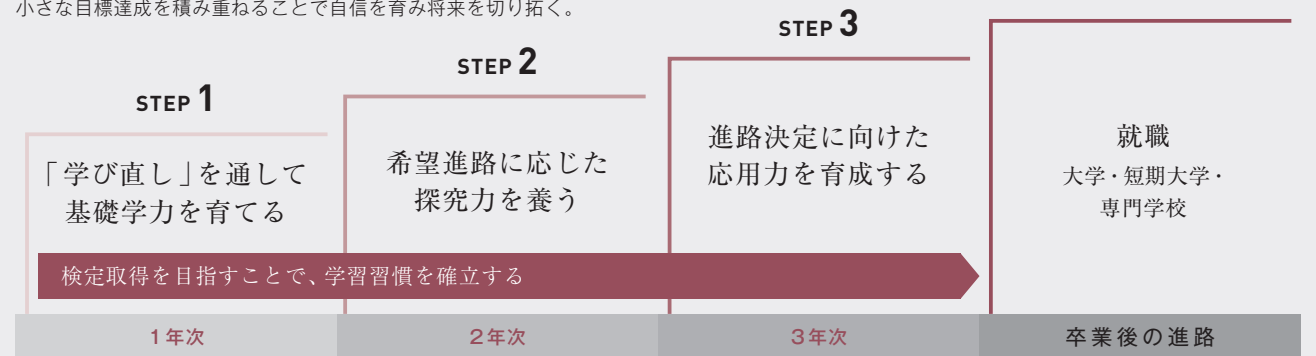 小さな目標達成を積み重ねることで自信を育み将来を切り拓く。
STEP 1
「学び直し」を通して
基礎学力を育てる
STEP 2
希望進路に応じた
探究力を養う
STEP 3
進路決定に向けた
応用力を育成する
就職
大学・短期大学・
専門学校
検定取得を目指すことで、学習習慣を確立する
1年次
2年次
3年次
卒業後の進路